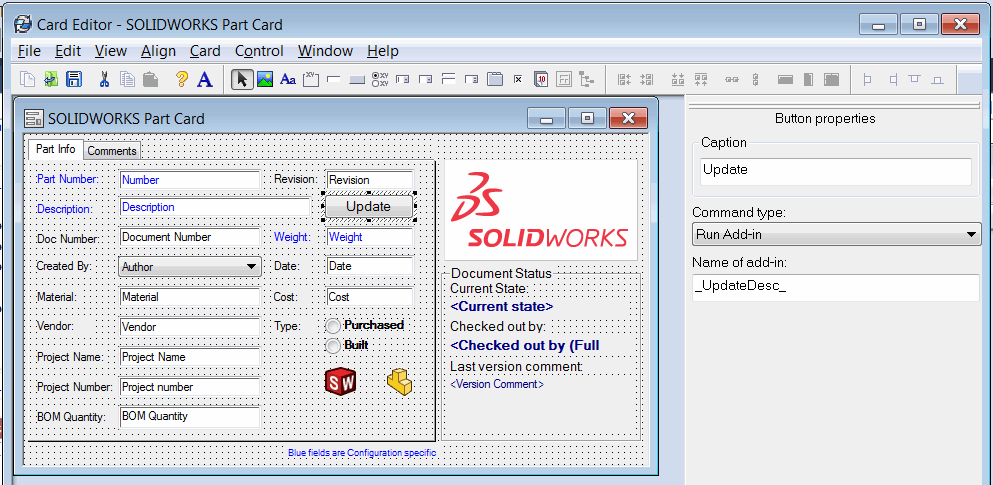 Card Editor - SOLIDWORKS Part Card
File Edit View Align Card Control Window Help
SOLIDWORKS Part Card
Part Info Comments
Part Number: Number Revision: Revision
Description: Description Update
Doc Number: Document Number Weight: Weight
Created By: Author Date: Date
Material: Material Cost: Cost
Vendor: Vendor Type: Purchased
Built
Project Name: Project Name
Project Number: Project number
BOM Quantity: BOM Quantity
SW
Blue fields are Configuration specific
SOLIDWORKS
Document Status
Current State:
<Current state>
Checked out by:
<Checked out by (Full
Last version comment:
<Version Comment>
Button properties
Caption
Update
Command type:
Run Add-in
Name of add-in:
_UpdateDesc_